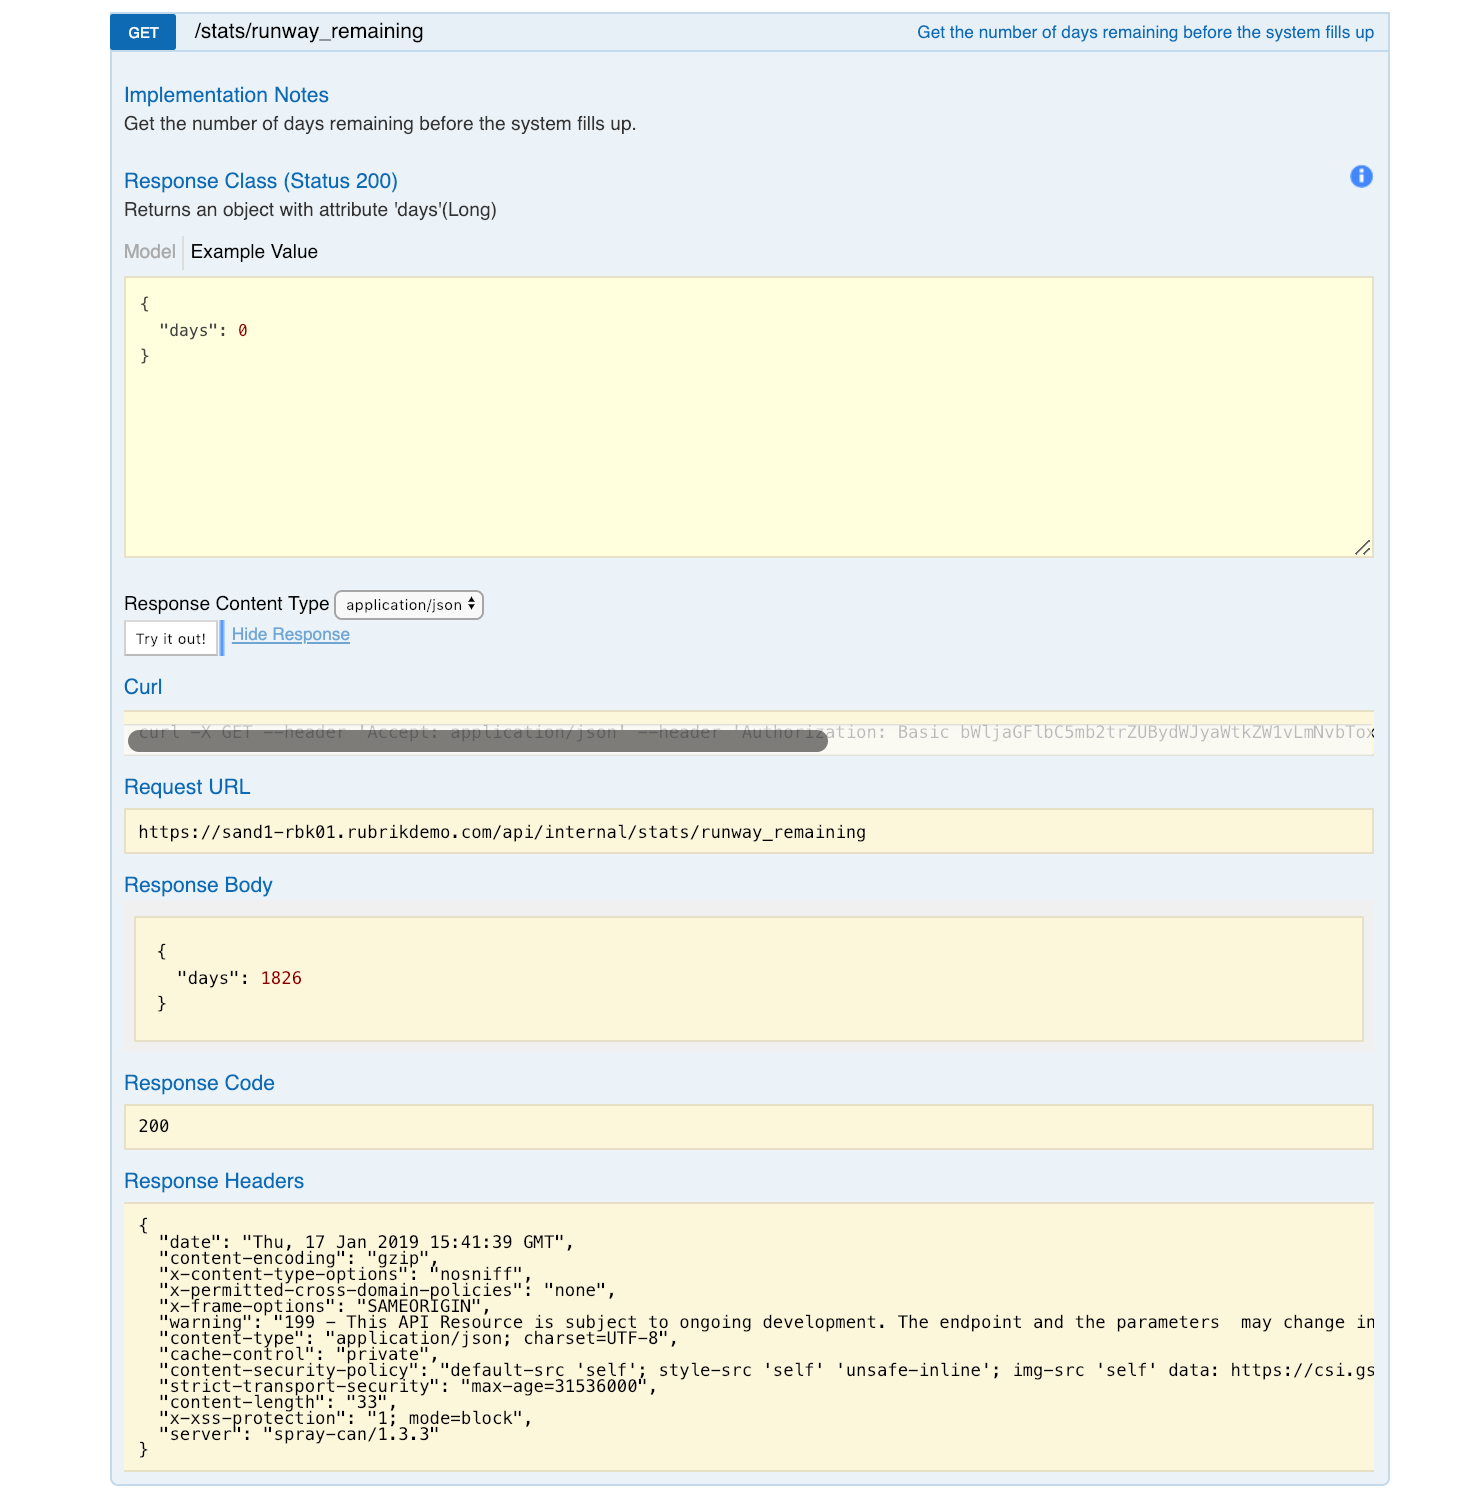 GET /stats/runway_remaining Get the number of days remaining before the system fills up
Implementation Notes
Get the number of days remaining before the system fills up.
Response Class (Status 200)
Returns an object with attribute 'days'(Long)
Model Example Value
{
"days": 0
}
Response Content Type application/json
Try it out! Hide Response
Curl
curl -X GET --header 'Accept: application/json' --header 'Authorization: Basic
Request URL
https://sand1-rbk01.rubrikdemo.com/api/internal/stats/runway_remaining
Response Body
{
"days": 1826
}
Response Code
200
Response Headers
{
"date": "Thu, 17 Jan 2019 15:41:39 GMT",
"content-encoding": "gzip",
"x-content-type-options": "nosniff",
"x-permitted-cross-domain-policies": "none",
"x-frame-options": "SAMEORIGIN",
"warning": "199 - This API Resource is subject to ongoing development. The endpoint and the parameters  may change in
"content-type": "application/json; charset=UTF-8",
"cache-control": "private",
"content-security-policy": "default-src 'self'; style-src 'self' 'unsafe-inline'; img-src 'self' data: https://csi.gs
"strict-transport-security": "max-age=31536000",
"content-length": "33",
"x-xss-protection": "1; mode=block",
"server": "spray-can/1.3.3"
}